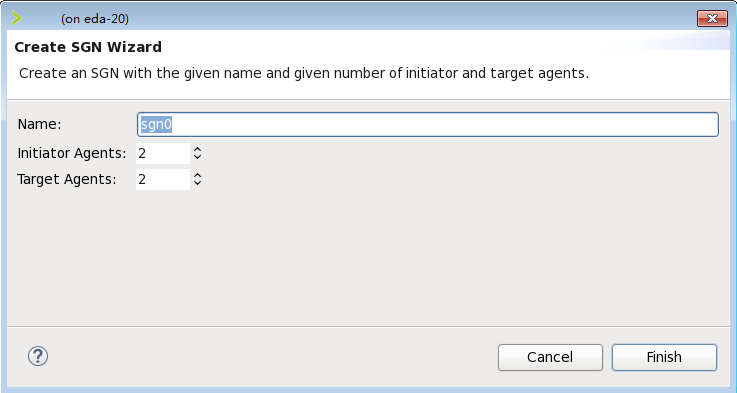 (on eda-20)
Create SGN Wizard
Create an SGN with the given name and given number of initiator and target agents.
Name: sgn0
Initiator Agents: 2
Target Agents: 2
?
Cancel Finish